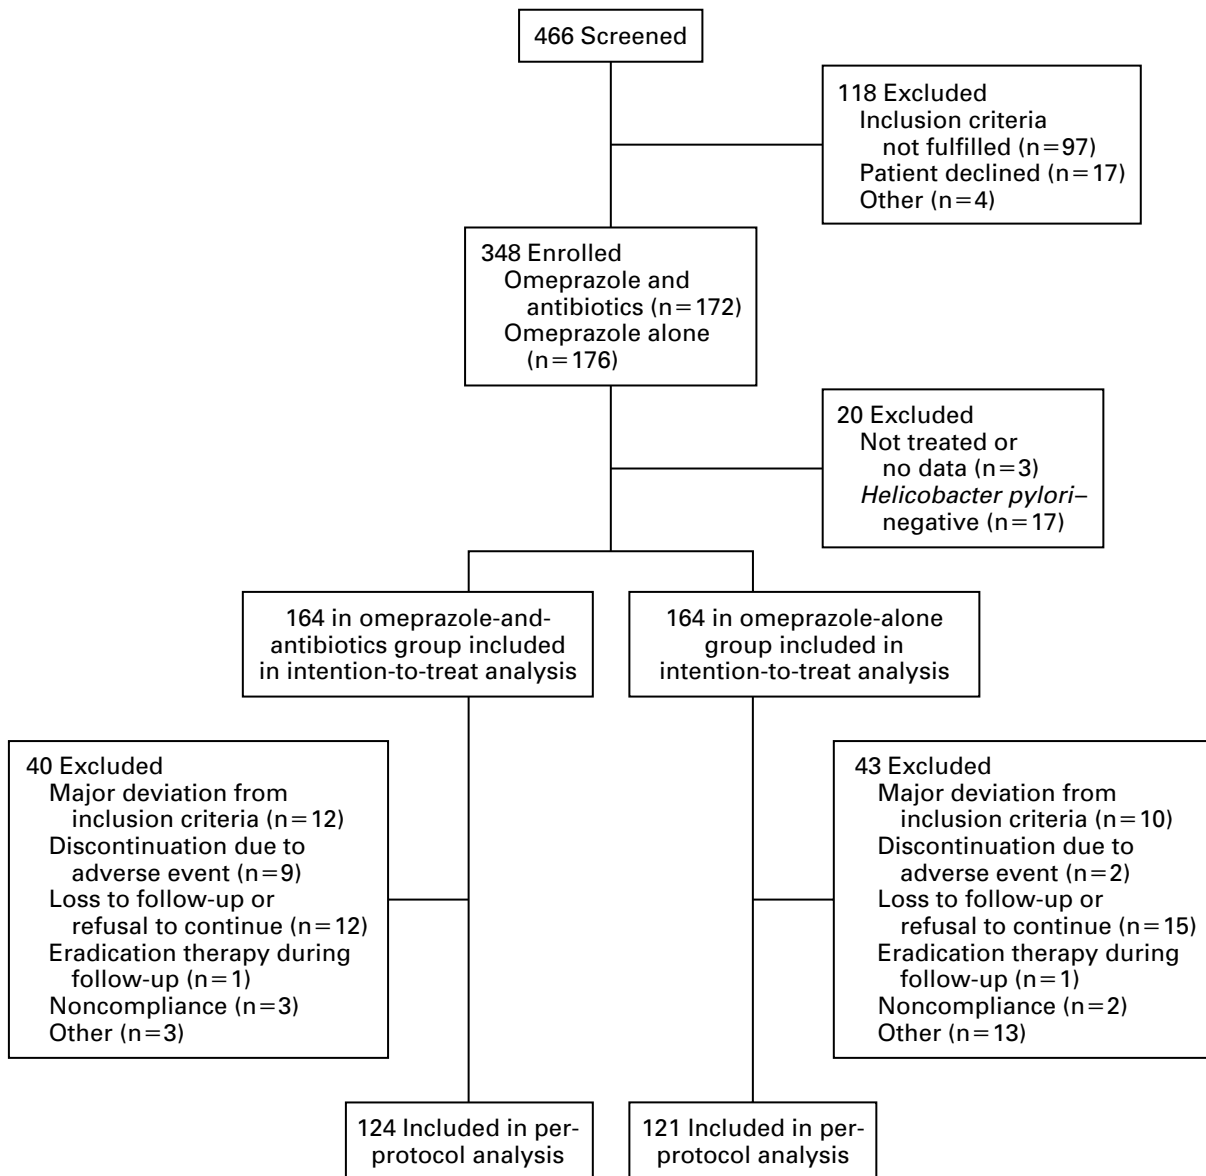 466 Screened
118 Excluded
Inclusion criteria
not fulfilled (n=97)
Patient declined (n=17)
Other (n=4)
348 Enrolled
Omeprazole and
antibiotics (n=172)
Omeprazole alone
(n=176)
20 Excluded
Not treated or
no data (n=3)
Helicobacter pylori–
negative (n=17)
164 in omeprazole-and-
antibiotics group included
in intention-to-treat analysis
164 in omeprazole-alone
group included in
intention-to-treat analysis
40 Excluded
Major deviation from
inclusion criteria (n=12)
Discontinuation due to
adverse event (n=9)
Loss to follow-up or
refusal to continue (n=12)
Eradication therapy during
follow-up (n=1)
Noncompliance (n=3)
Other (n=3)
43 Excluded
Major deviation from
inclusion criteria (n=10)
Discontinuation due to
adverse event (n=2)
Loss to follow-up or
refusal to continue (n=15)
Eradication therapy during
follow-up (n=1)
Noncompliance (n=2)
Other (n=13)
124 Included in per-
protocol analysis
121 Included in per-
protocol analysis